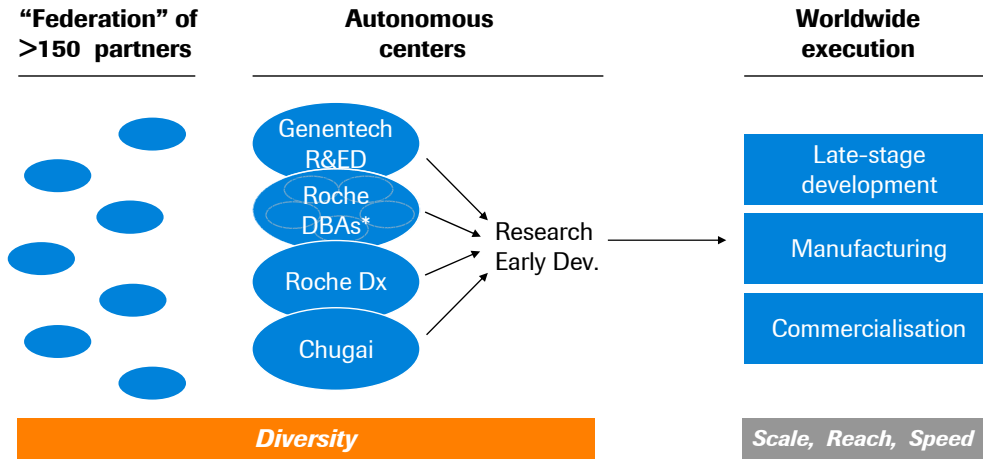 “Federation” of
>150 partners
Autonomous
centers
Worldwide
execution
Genentech
R&ED
Roche
DBAs*
Roche Dx
Chugai
Research
Early Dev.
Late-stage
development
Manufacturing
Commercialisation
Diversity
Scale, Reach, Speed